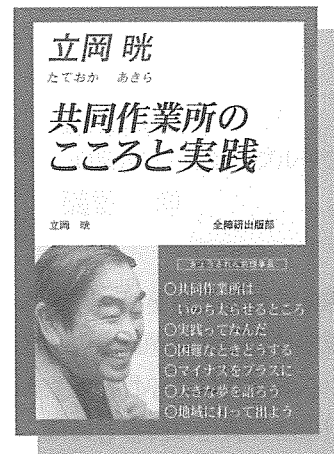 立岡 晄
たておか あきら
共同作業所の
こころと実践
立岡 晄
全障研出版部
○共同作業所は
いのち太らせるところ
○実践ってなんだ
○困難なときどうする
○マイナスをプラスに
○大きな夢を語ろう
○地域に打って出よう